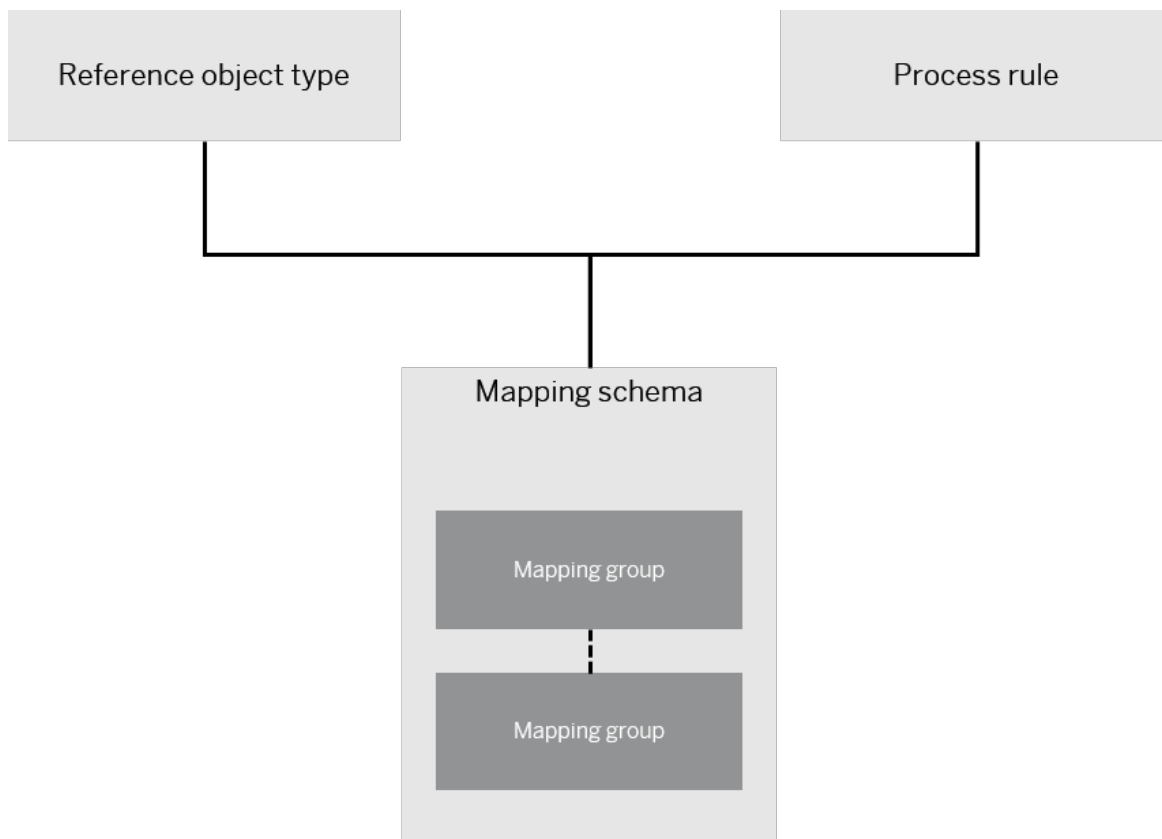 Reference object type
Process rule
Mapping schema
Mapping group
Mapping group